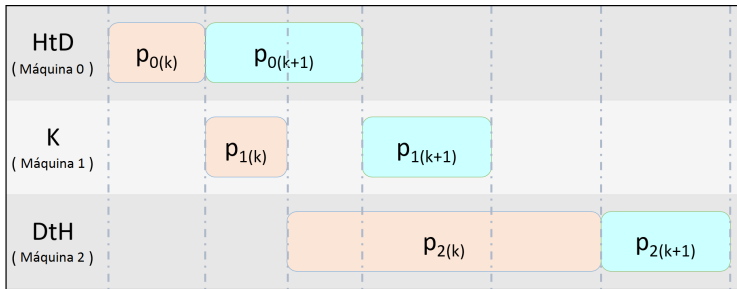 HtD
( Máquina 0 )
p0(k)
p0(k+1)
K
( Máquina 1 )
p1(k)
p1(k+1)
DtH
( Máquina 2 )
p2(k)
p2(k+1)